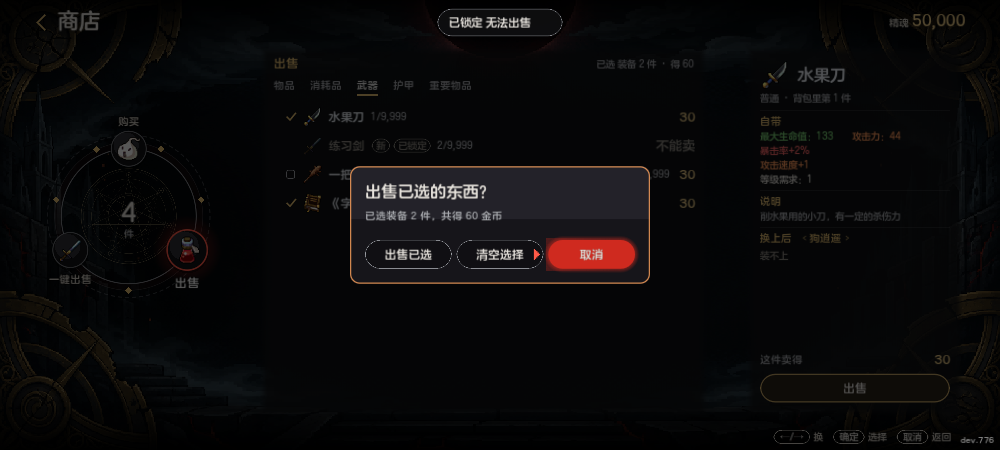 商店
已锁定 无法出售
精魂 50,000
出售
已选 装备 2 件 · 得 60
物品 消耗品 武器 护甲 重要物品
水果刀 1/9,999 30
练习剑 新 已锁定 2/9,999 不能卖
一把 999 30
《字 30
购买
4
件
一键出售
出售
出售已选的东西?
已选装备 2 件，共得 60 金币
出售已选 清空选择 取消
水果刀
普通 · 背包里第 1 件
自带
最大生命值: 133 攻击力: 44
暴击率+2%
攻击速度+1
等级需求: 1
说明
削水果用的小刀，有一定的杀伤力
换上后 < 狗逍遥 >
装不上
这件卖得 30
出售
←/→ 换 确定 选择 取消 返回
dev.776